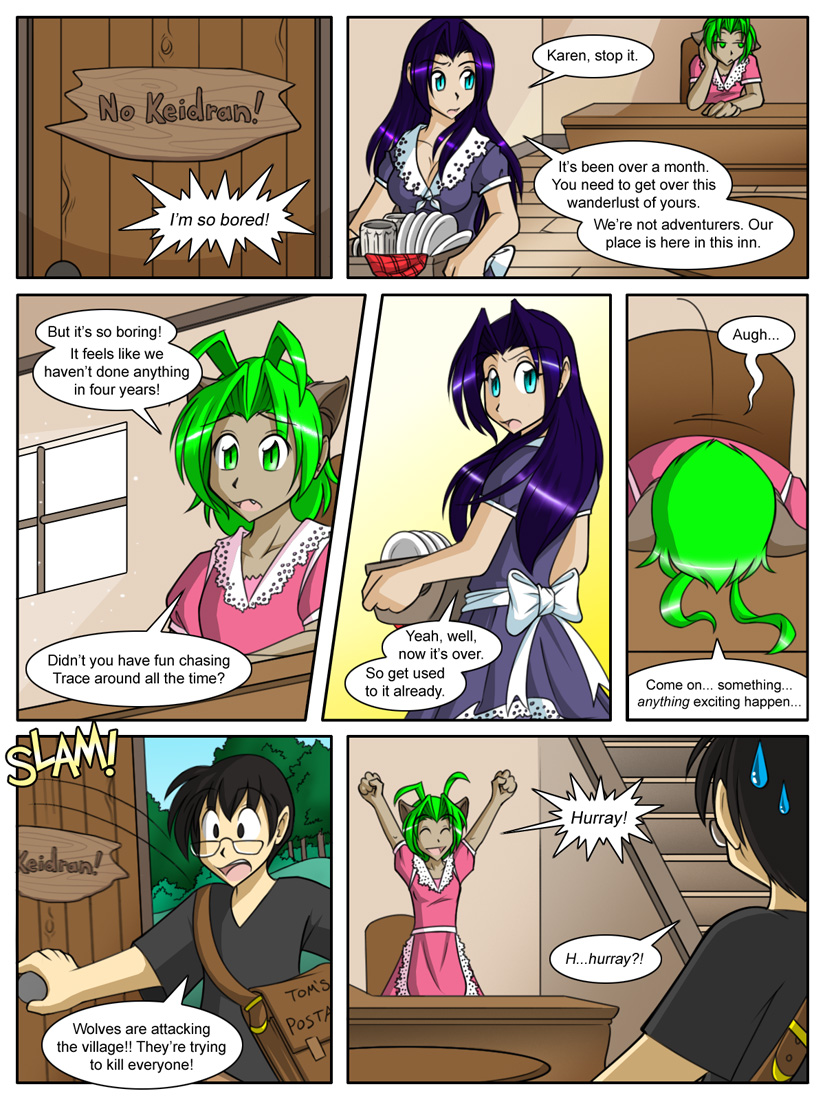 No Keidran!
I'm so bored!
Karen, stop it.
It's been over a month.
You need to get over this
wanderlust of yours.
We're not adventurers. Our
place is here in this inn.
But it's so boring!
It feels like we
haven't done anything
in four years!
Didn't you have fun chasing
Trace around all the time?
Yeah, well,
now it's over.
So get used
to it already.
Augh...
Come on... something...
anything exciting happen...
SLAM!
Keidran!
TOM'S
POSTA
Wolves are attacking
the village!! They're trying
to kill everyone!
Hurray!
H...hurray?!